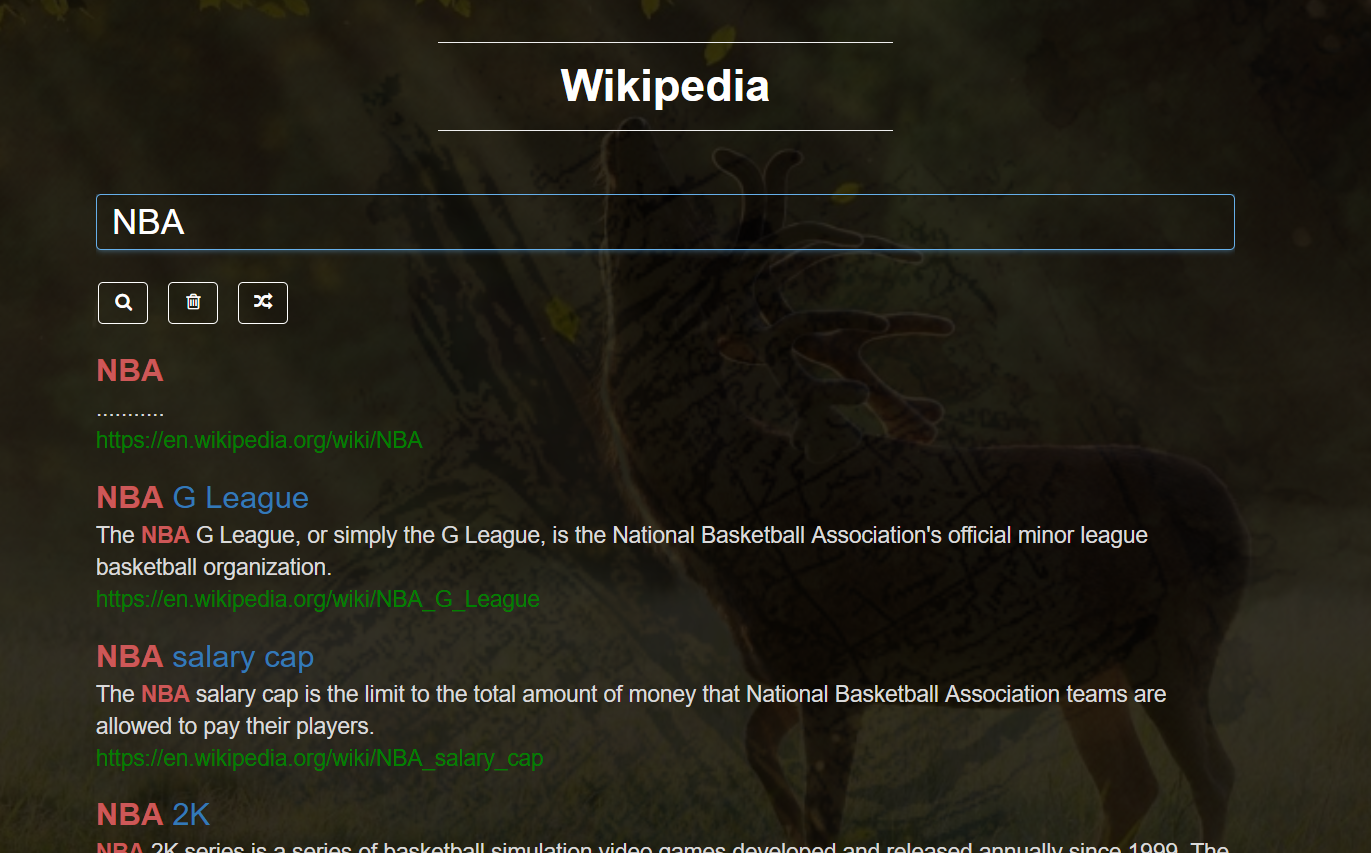 Wikipedia
NBA
NBA
...........
https://en.wikipedia.org/wiki/NBA
NBA G League
The NBA G League, or simply the G League, is the National Basketball Association's official minor league
basketball organization.
https://en.wikipedia.org/wiki/NBA_G_League
NBA salary cap
The NBA salary cap is the limit to the total amount of money that National Basketball Association teams are
allowed to pay their players.
https://en.wikipedia.org/wiki/NBA_salary_cap
NBA 2K
NBA 2K series is a series of basketball simulation video games developed and released annually since 1999. The